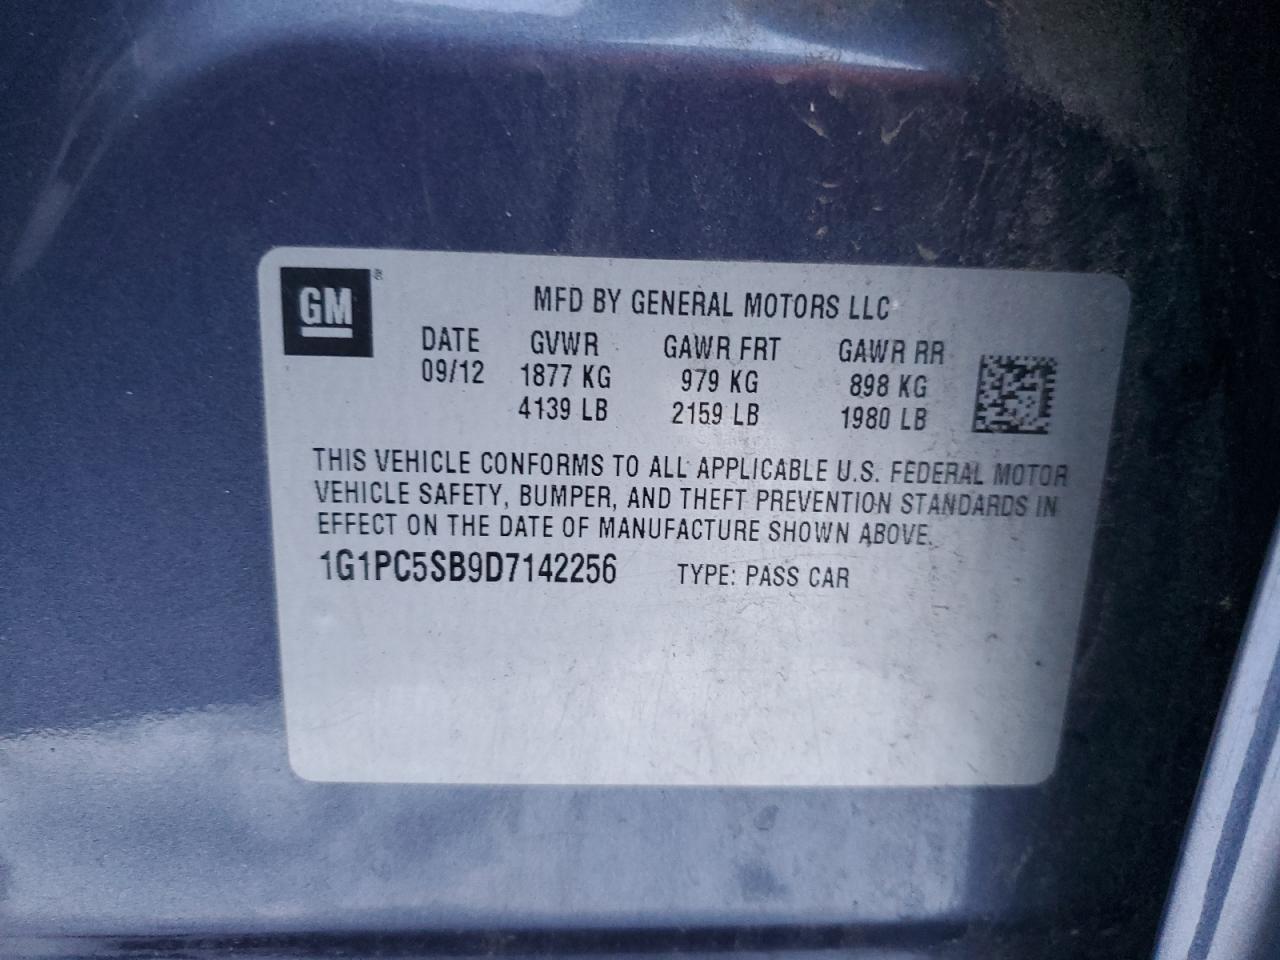 GM ®
MFD BY GENERAL MOTORS LLC
DATE GVWR GAWR FRT GAWR RR
09/12 1877 KG 979 KG 898 KG
4139 LB 2159 LB 1980 LB
THIS VEHICLE CONFORMS TO ALL APPLICABLE U.S. FEDERAL MOTOR
VEHICLE SAFETY, BUMPER, AND THEFT PREVENTION STANDARDS IN
EFFECT ON THE DATE OF MANUFACTURE SHOWN ABOVE.
1G1PC5SB9D7142256 TYPE: PASS CAR